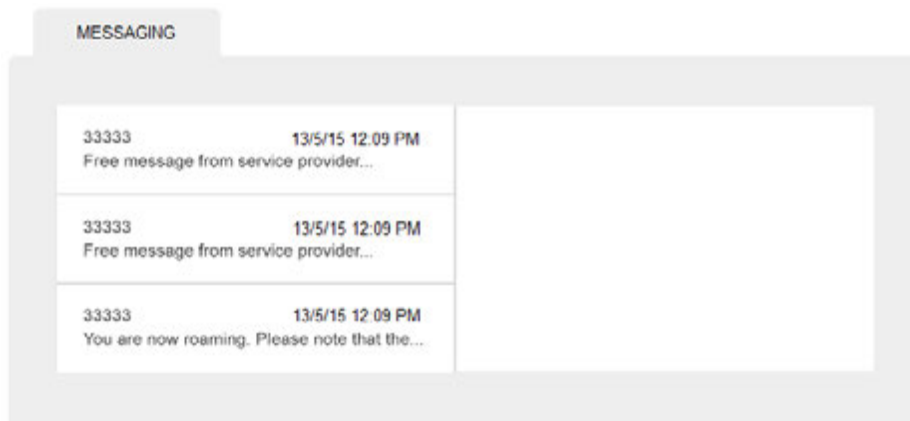 MESSAGING
33333 13/5/15 12:09 PM
Free message from service provider...
33333 13/5/15 12:09 PM
Free message from service provider...
33333 13/5/15 12:09 PM
You are now roaming. Please note that the...